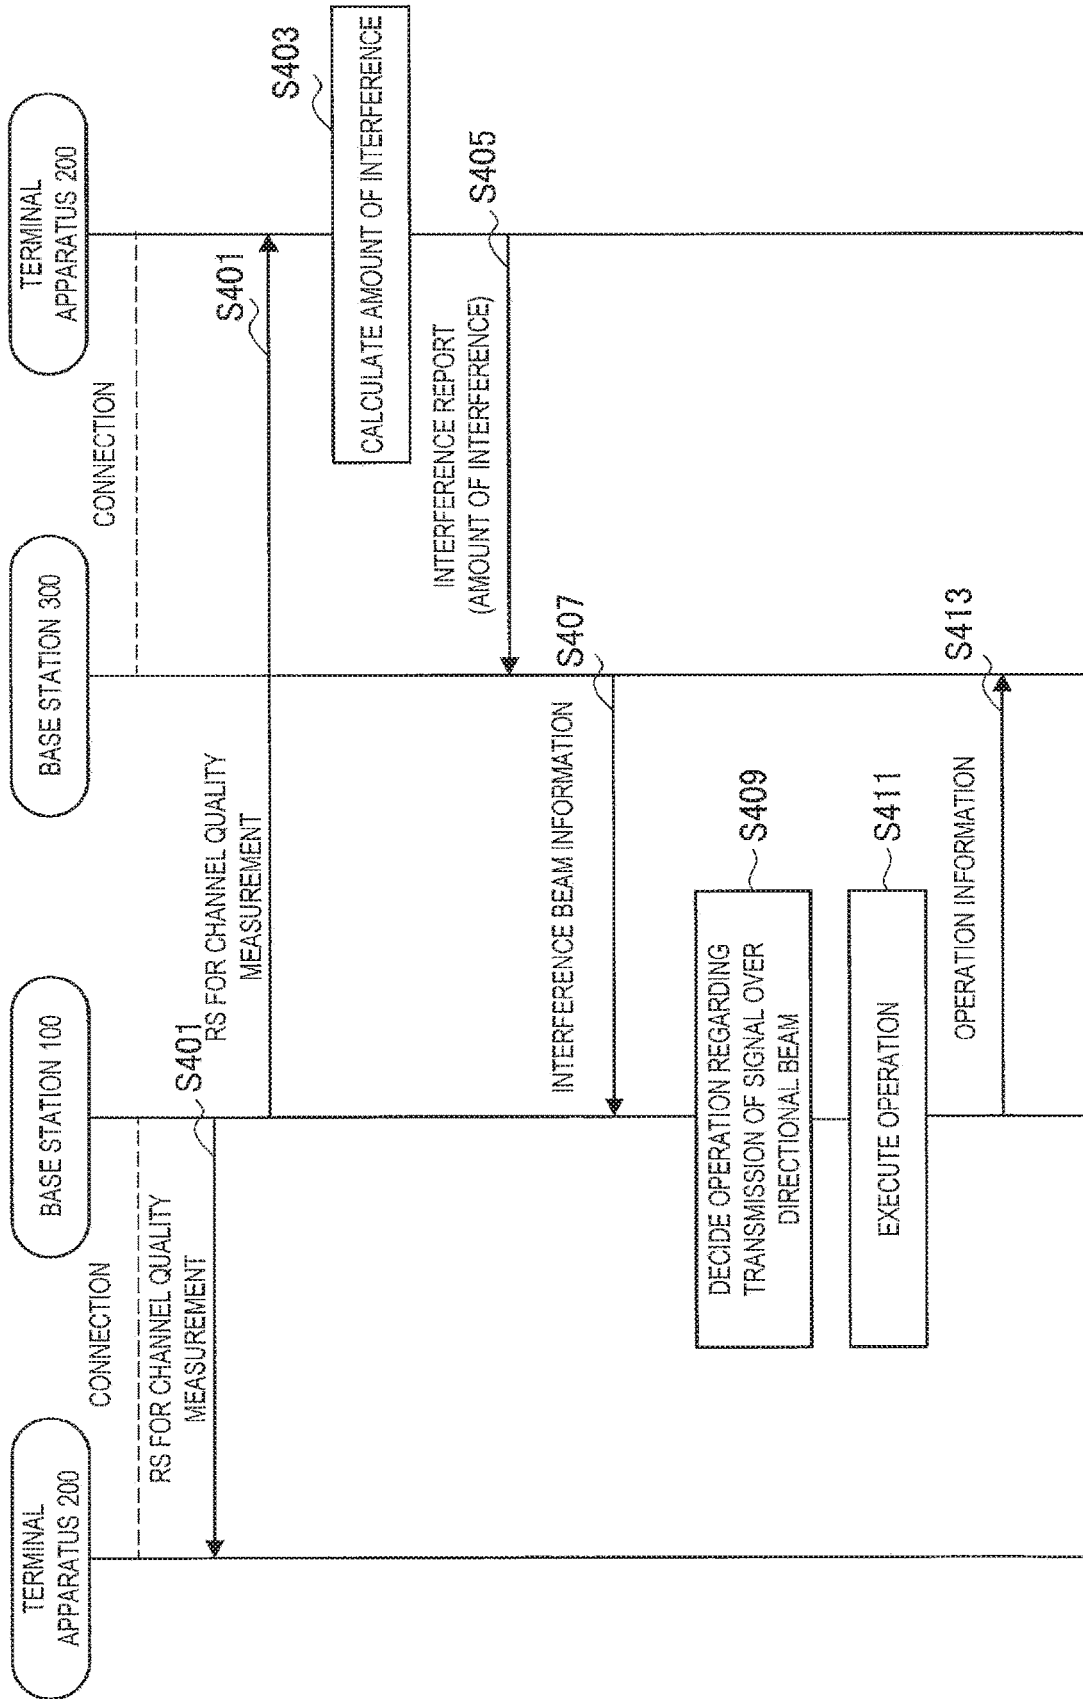 TERMINAL
APPARATUS 200
BASE STATION 100
BASE STATION 300
TERMINAL
APPARATUS 200
CONNECTION
CONNECTION
RS FOR CHANNEL QUALITY
MEASUREMENT
S401
RS FOR CHANNEL QUALITY
MEASUREMENT
S401
S403
CALCULATE AMOUNT OF INTERFERENCE
INTERFERENCE REPORT
(AMOUNT OF INTERFERENCE)
S405
INTERFERENCE BEAM INFORMATION
S407
DECIDE OPERATION REGARDING
TRANSMISSION OF SIGNAL OVER
DIRECTIONAL BEAM
S409
EXECUTE OPERATION
S411
OPERATION INFORMATION
S413